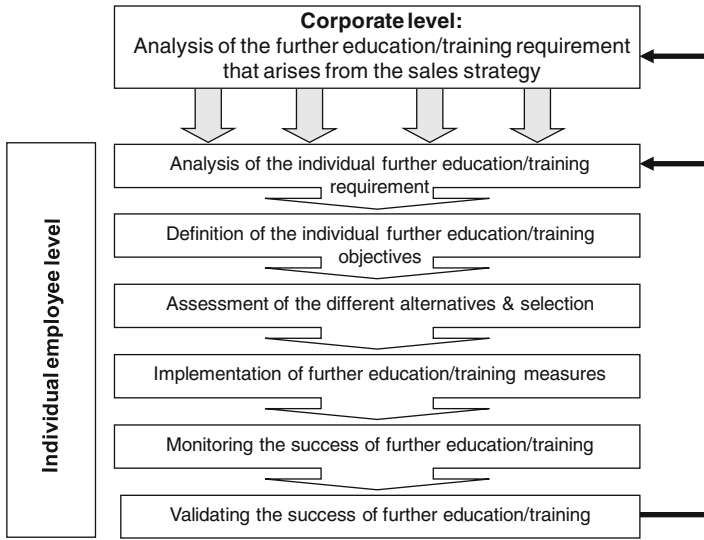 Corporate level:
Analysis of the further education/training requirement
that arises from the sales strategy
Individual employee level
Analysis of the individual further education/training
requirement
Definition of the individual further education/training
objectives
Assessment of the different alternatives & selection
Implementation of further education/training measures
Monitoring the success of further education/training
Validating the success of further education/training